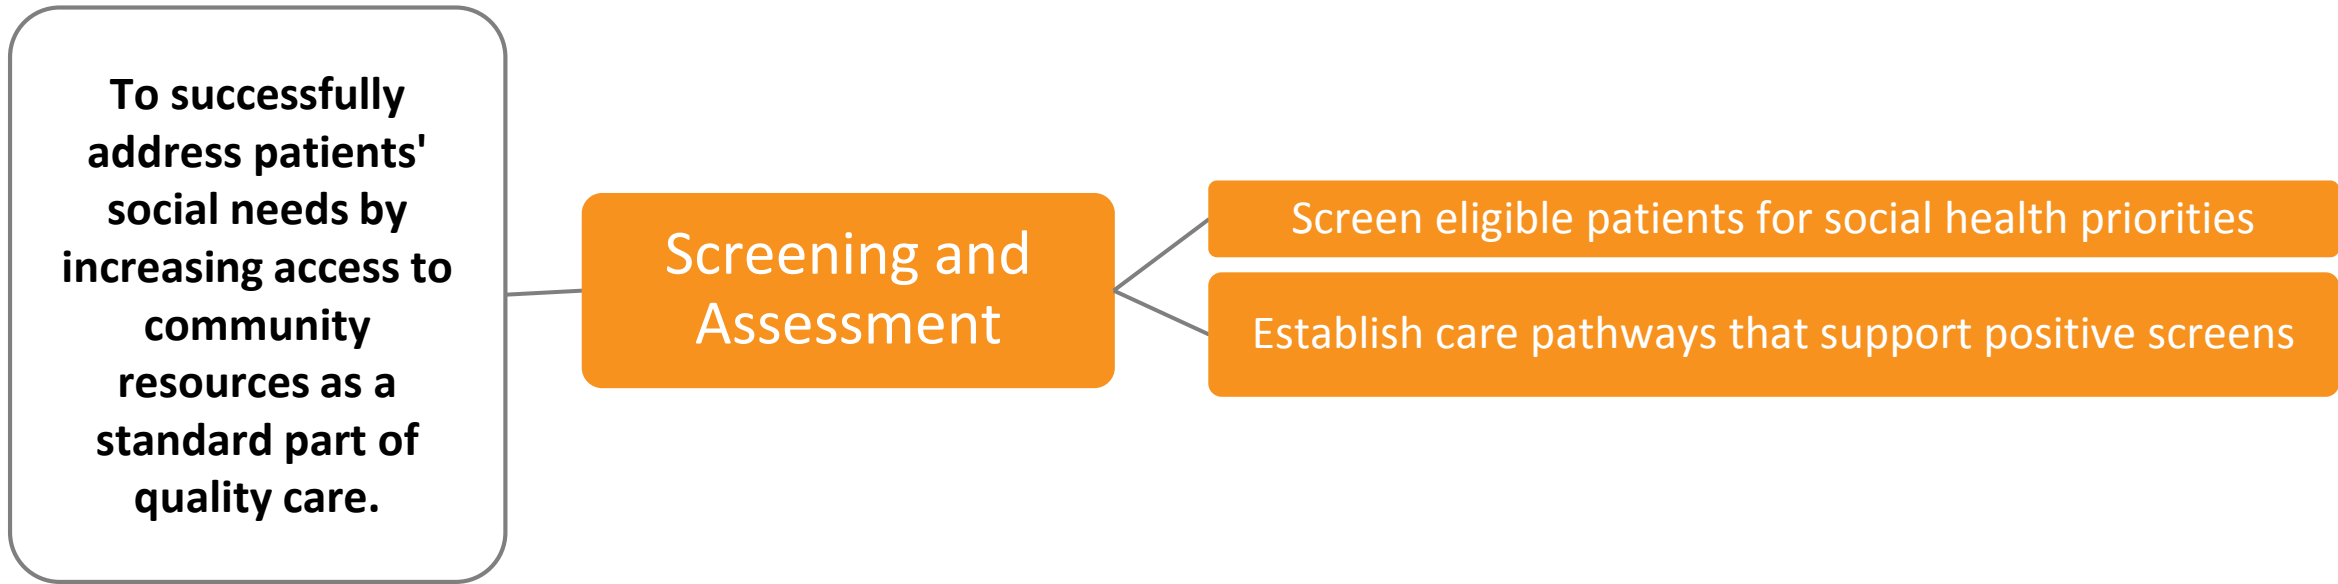 To successfully
address patients'
social needs by
increasing access to
community
resources as a
standard part of
quality care.
Screening and
Assessment
Screen eligible patients for social health priorities
Establish care pathways that support positive screens